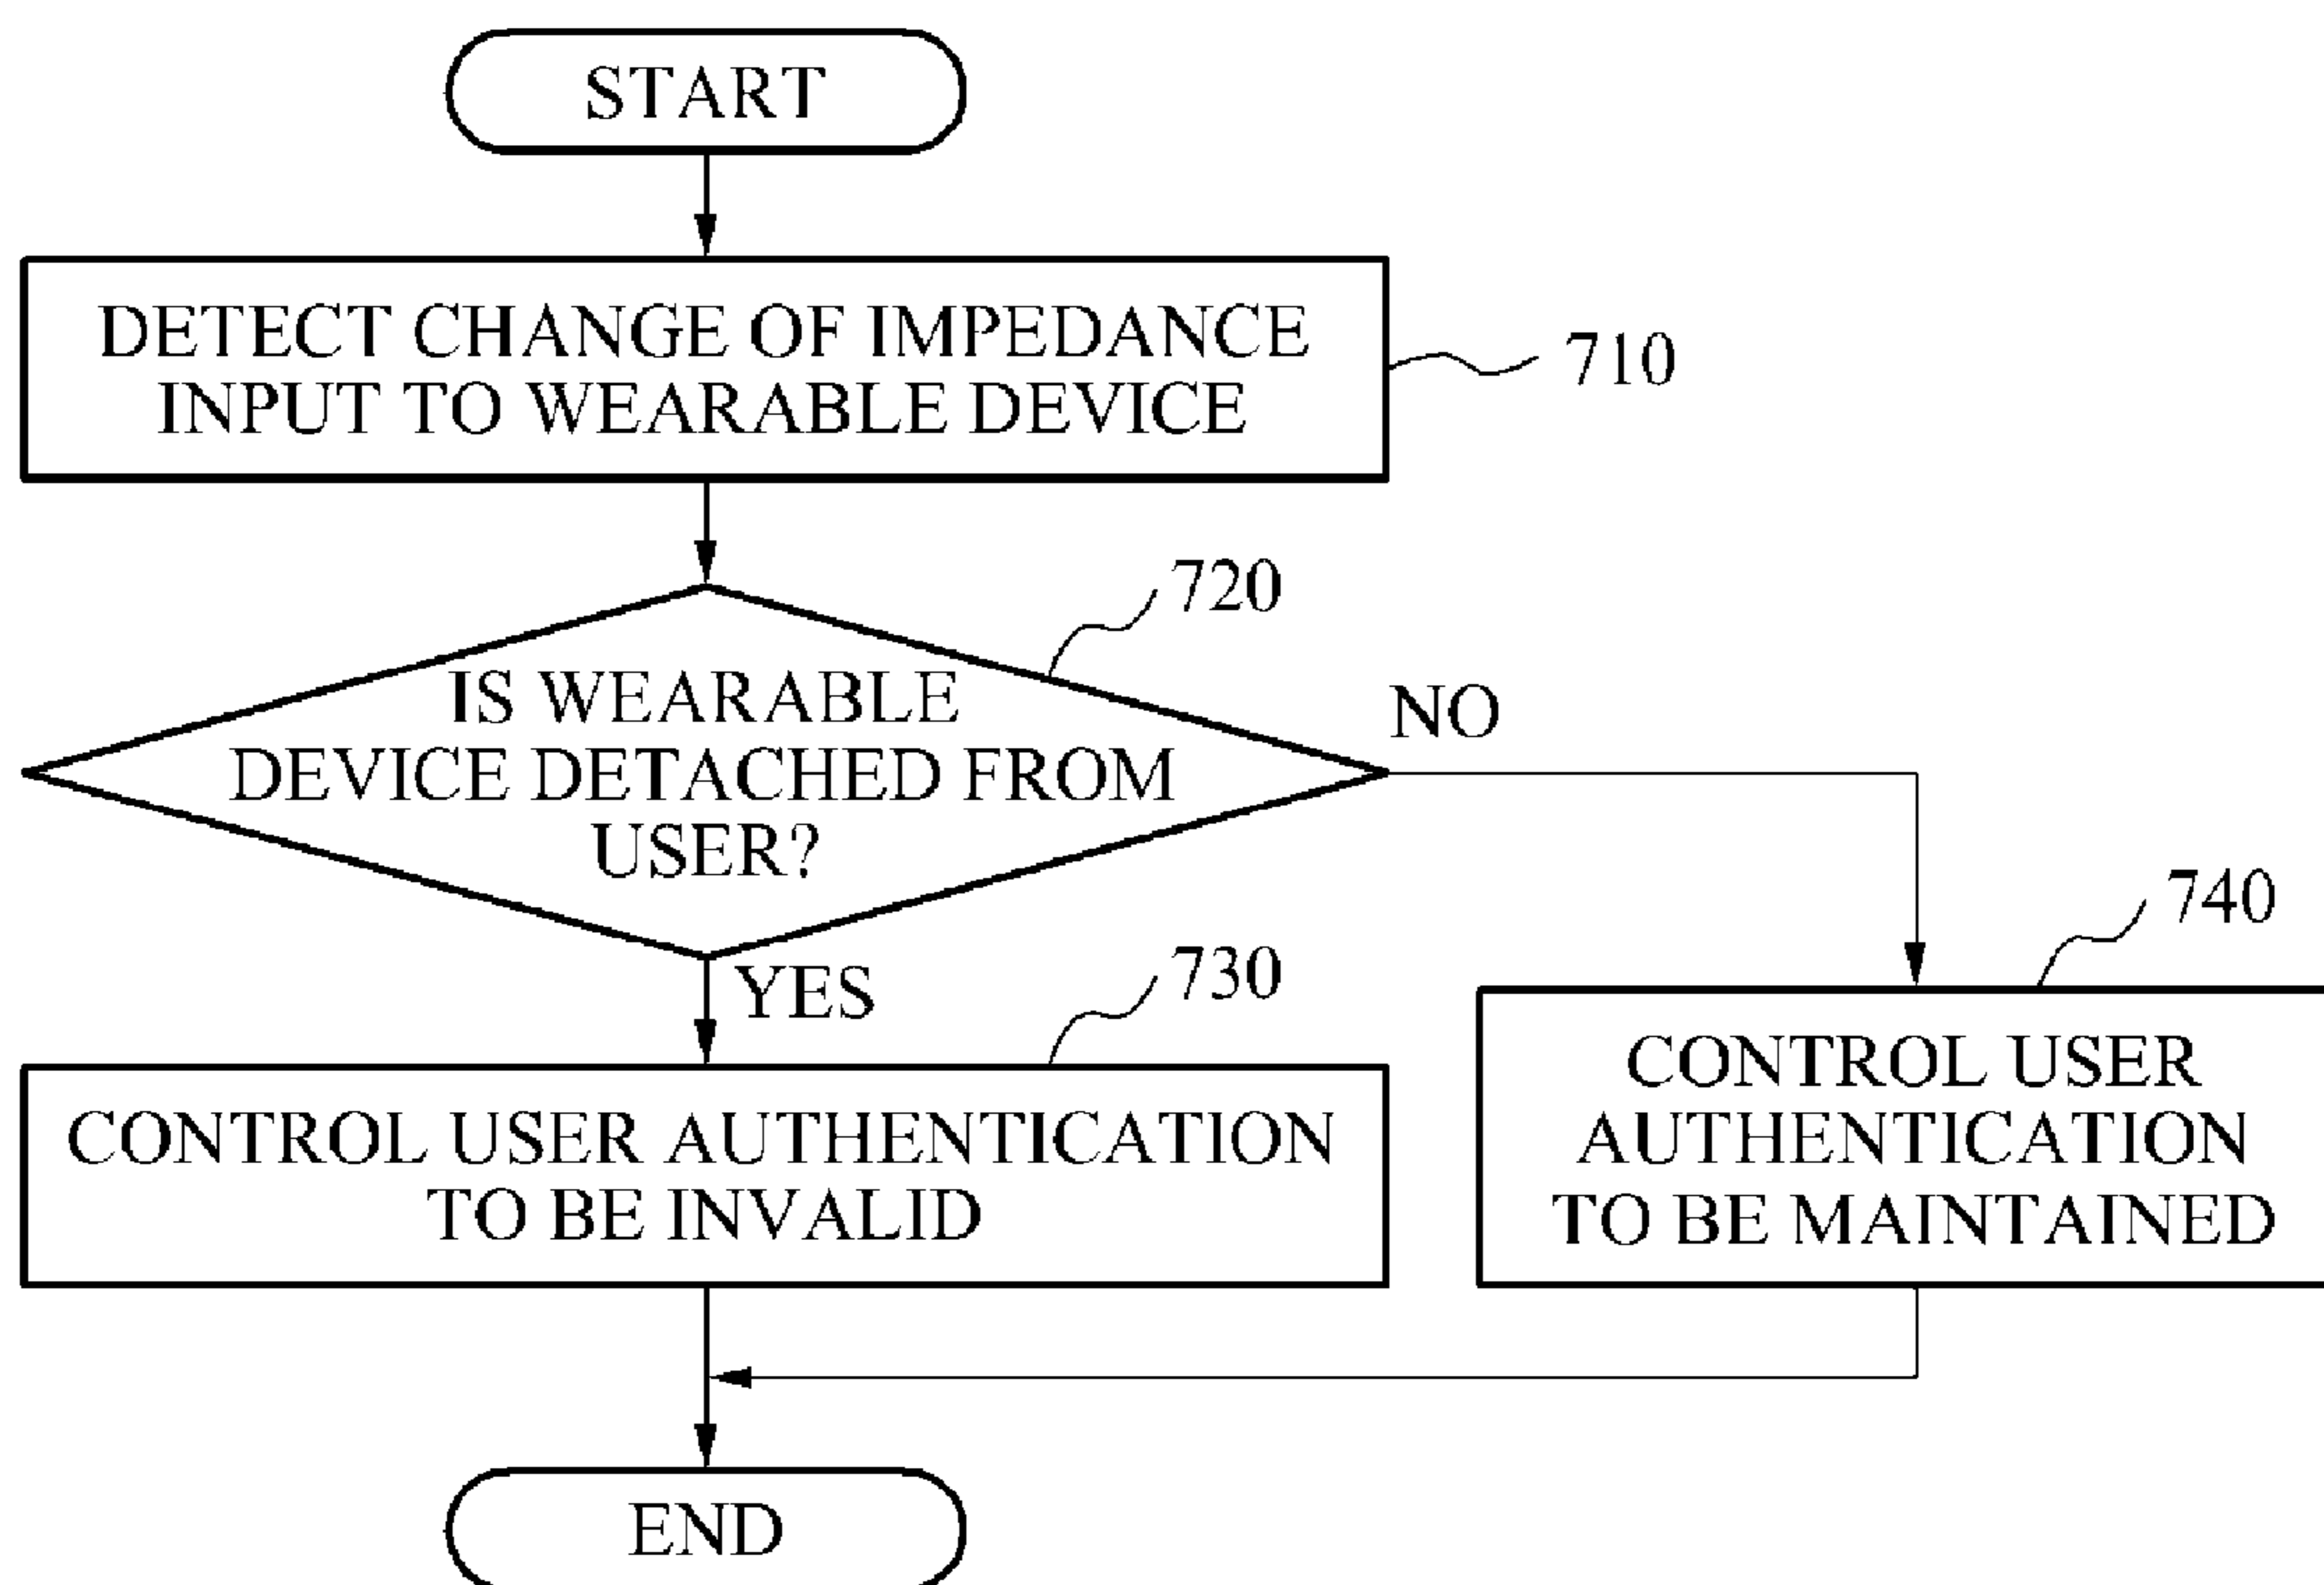 START
DETECT CHANGE OF IMPEDANCE
INPUT TO WEARABLE DEVICE
710
720
IS WEARABLE
DEVICE DETACHED FROM
USER?
NO
YES
730
740
CONTROL USER AUTHENTICATION
TO BE INVALID
CONTROL USER
AUTHENTICATION
TO BE MAINTAINED
END